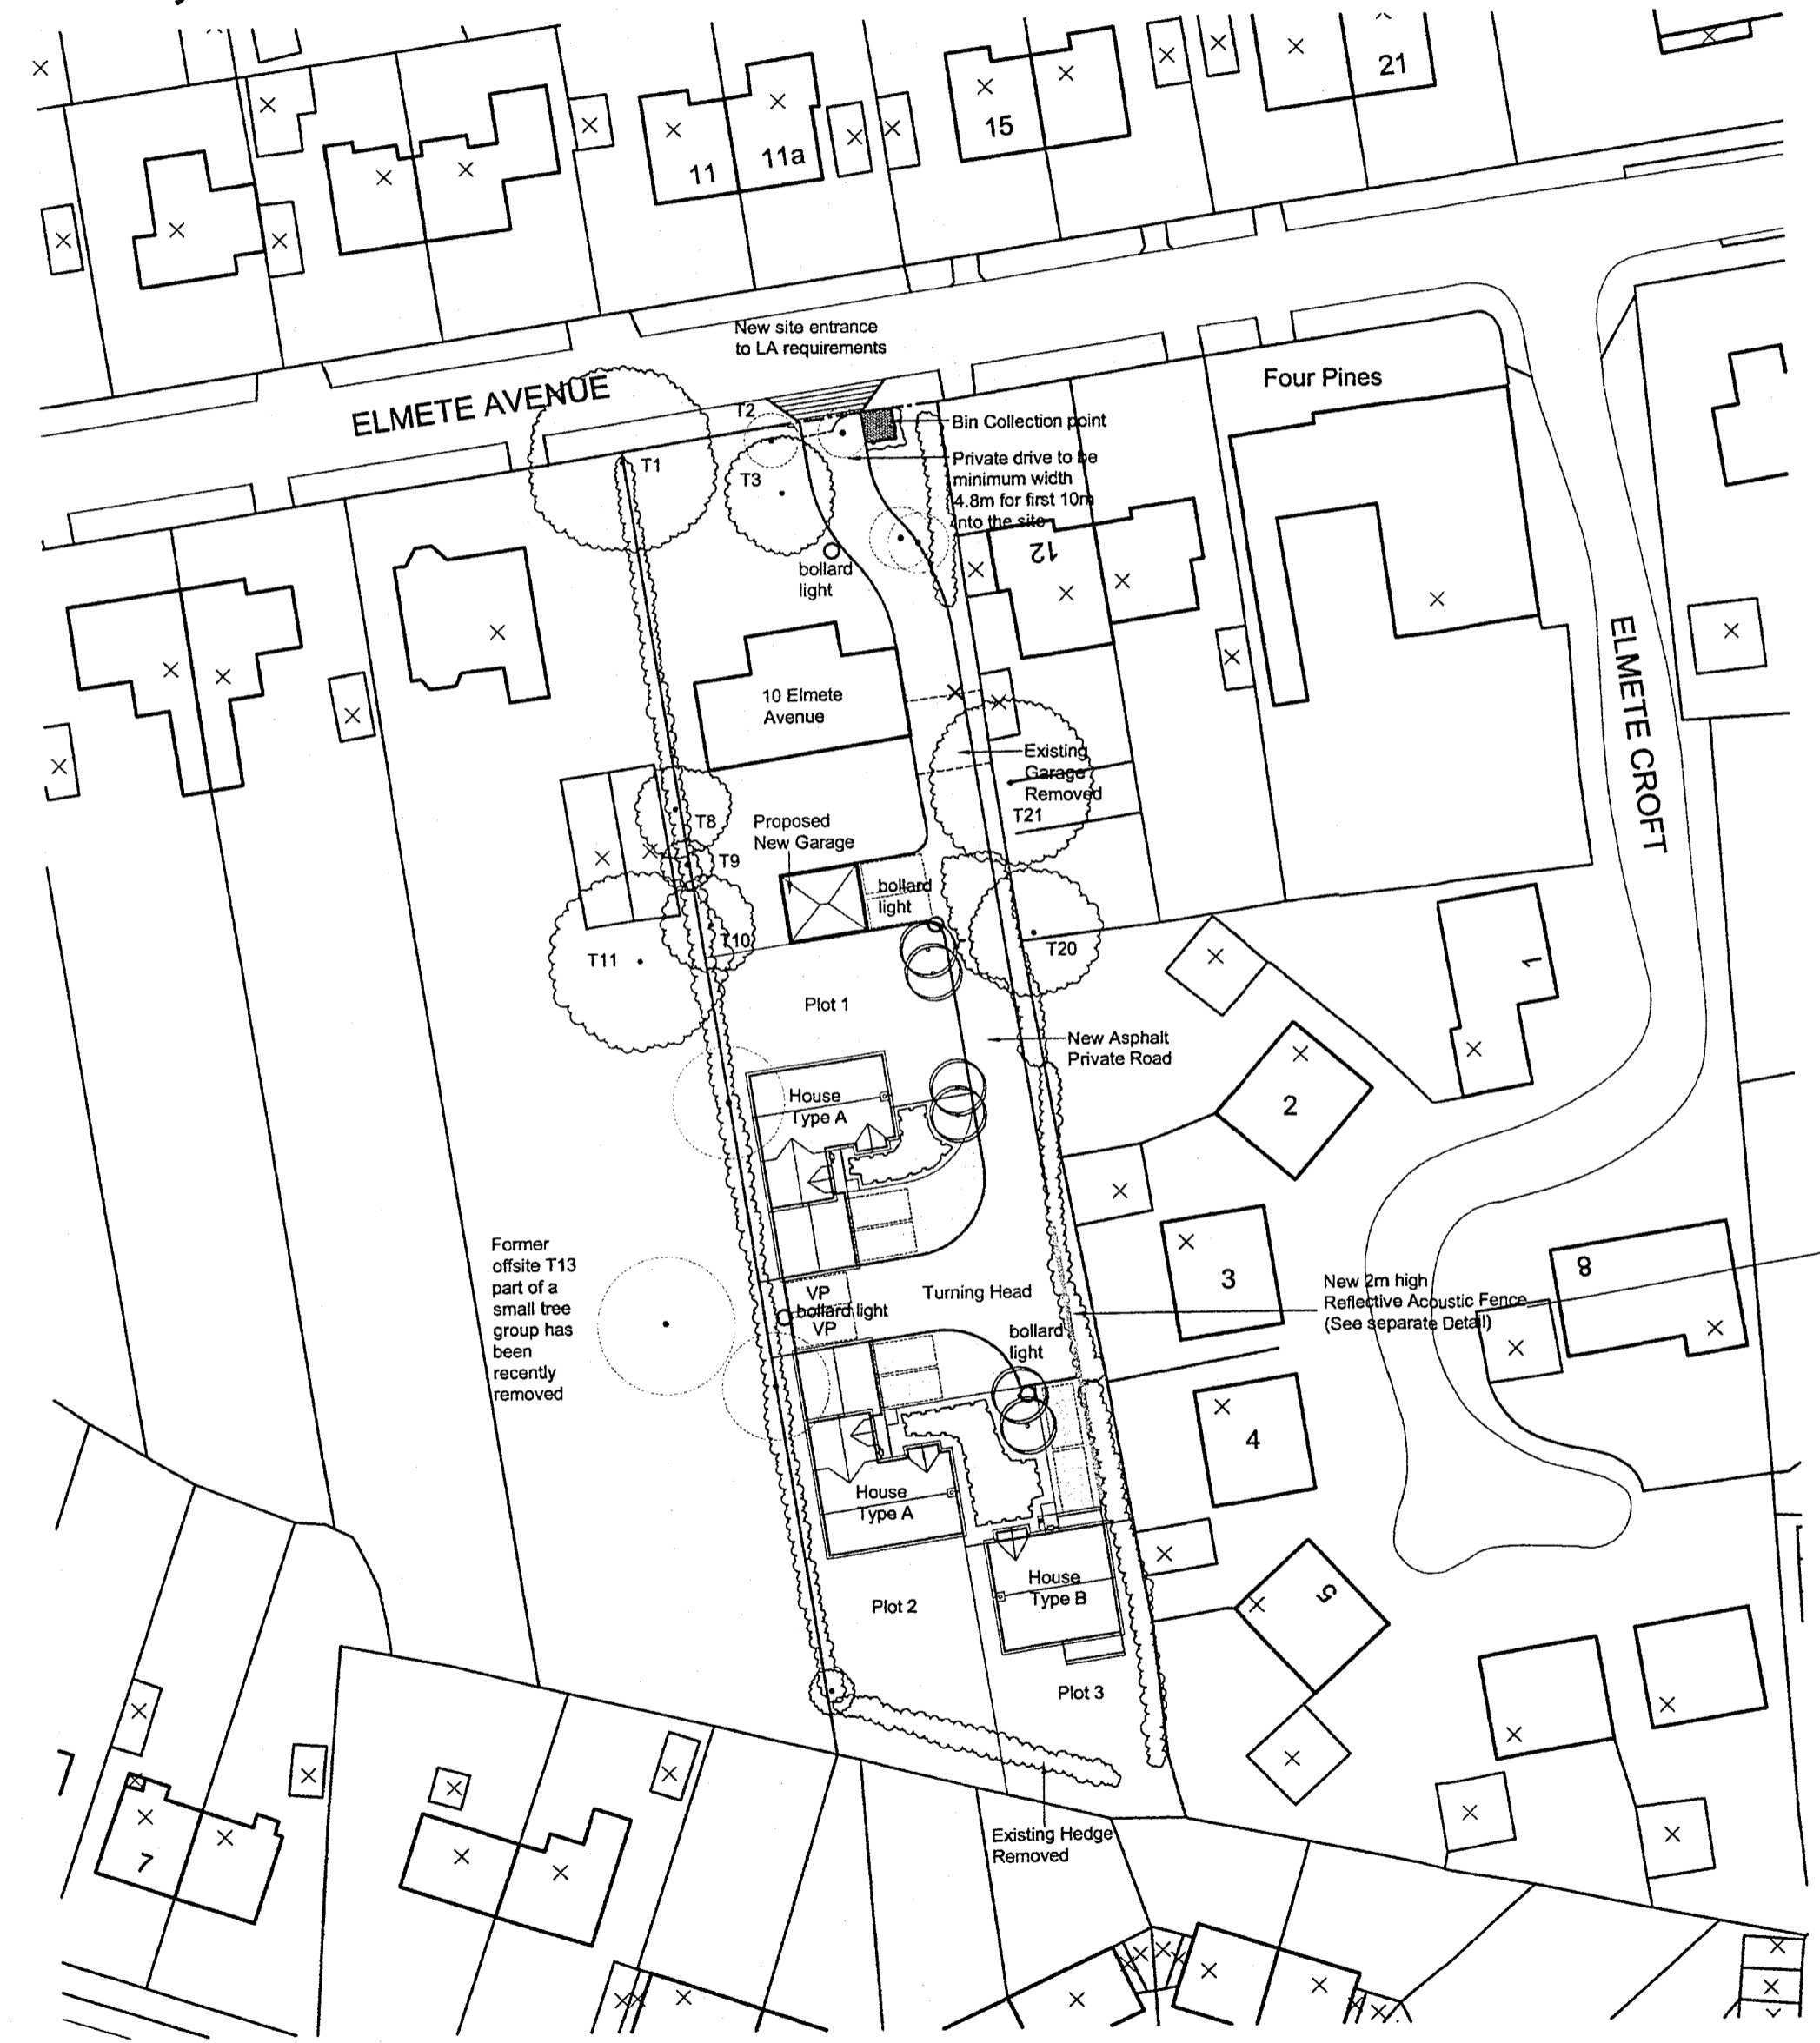 21
15
11a
11
New site entrance
to LA requirements
Four Pines
ELMETE AVENUE
T2
Bin Collection point
T1
T3
Private drive to be
minimum width
4.8m for first 10m
into the site
12
bollard
light
ELMETE CROFT
10 Elmete
Avenue
Existing
Garage
Removed
T21
T8
Proposed
New Garage
T9
bollard
light
T10
T20
T11
1
Plot 1
New Asphalt
Private Road
House
Type A
2
Former
offsite T13
part of a
small tree
group has
been
recently
removed
VP
bollard light
VP
Turning Head
3
8
New 2m high
Reflective Acoustic Fence
(See separate Detail)
bollard
light
4
House
Type A
House
Type B
5
Plot 2
Plot 3
Existing Hedge
Removed
7